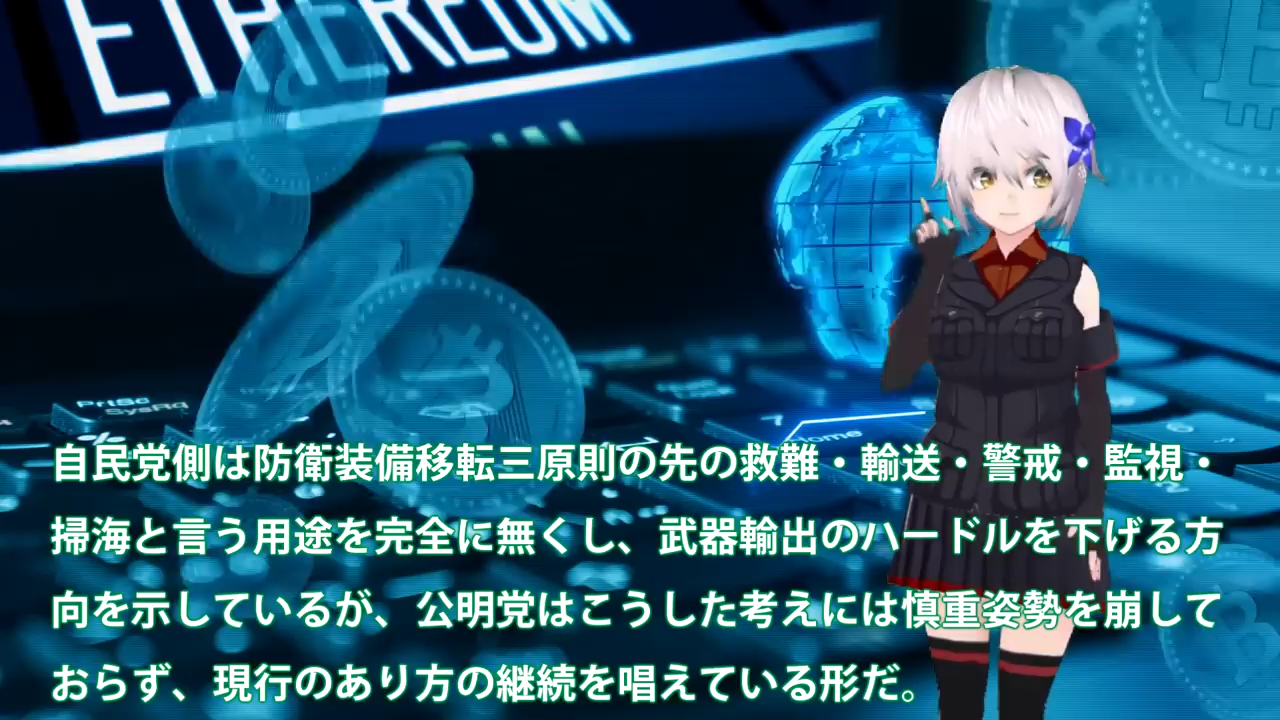 ETHEREUM
PrtSc
SysRq
7
Home
自民党側は防衛装備移転三原則の先の救難・輸送・警戒・監視・
掃海と言う用途を完全に無くし、武器輸出のハードルを下げる方
向を示しているが、公明党はこうした考えには慎重姿勢を崩して
おらず、現行のあり方の継続を唱えている形だ。